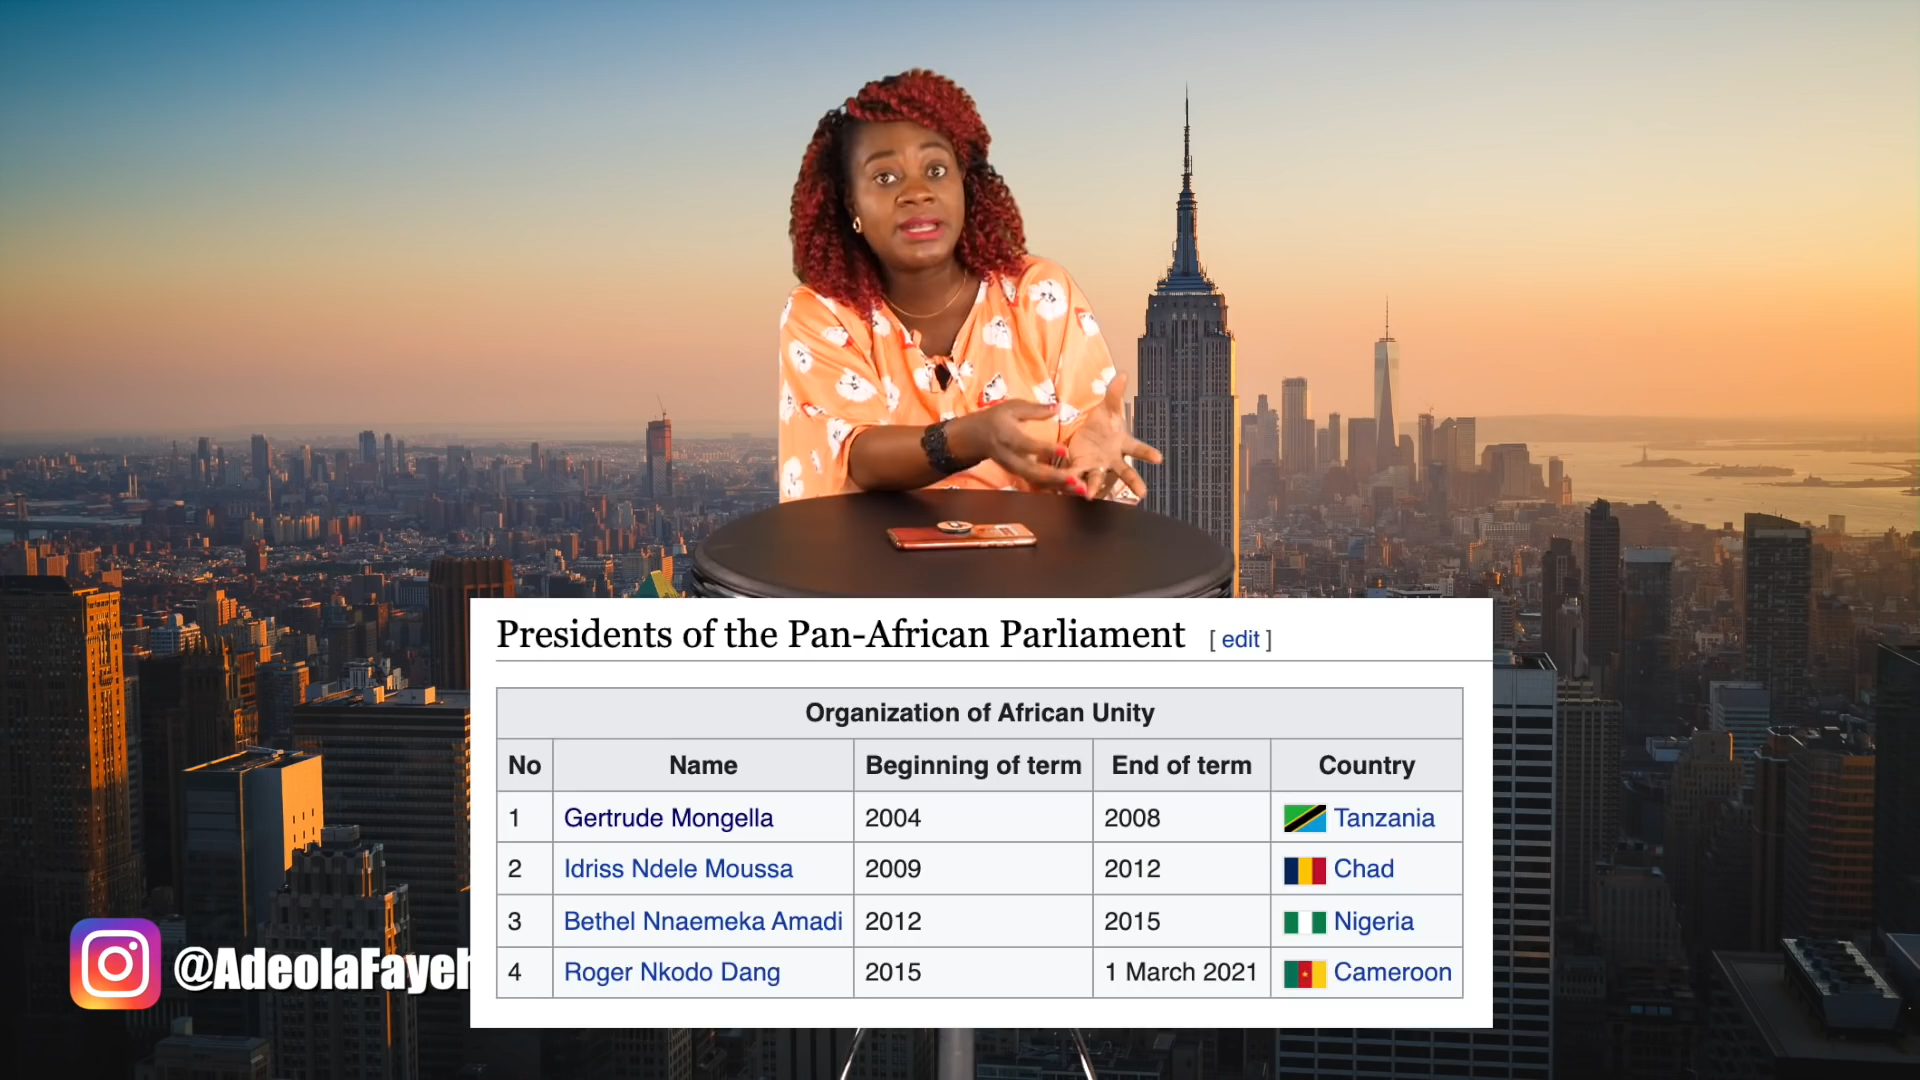 Presidents of the Pan-African Parliament [ edit ]
Organization of African Unity
No Name Beginning of term End of term Country
1 Gertrude Mongella 2004 2008 Tanzania
2 Idriss Ndele Moussa 2009 2012 Chad
3 Bethel Nnaemeka Amadi 2012 2015 Nigeria
4 Roger Nkodo Dang 2015 1 March 2021 Cameroon
@AdeolaFayeh